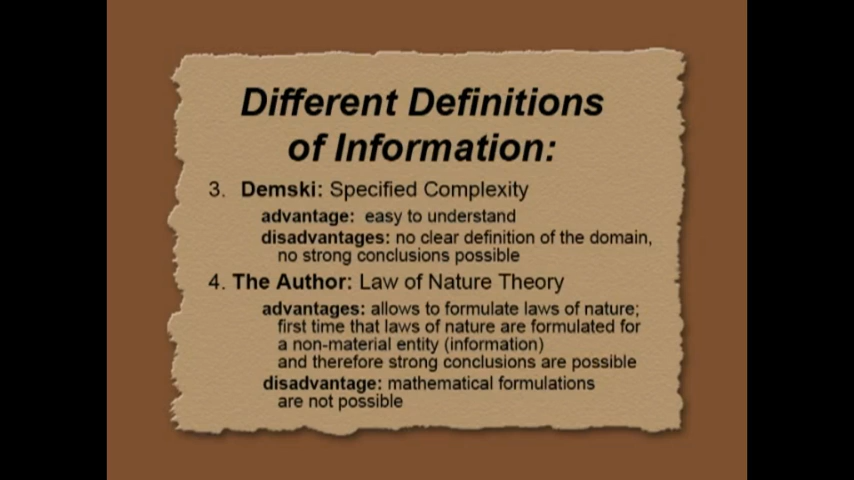 Different Definitions
of Information:
3. Demski: Specified Complexity
advantage: easy to understand
disadvantages: no clear definition of the domain,
no strong conclusions possible
4. The Author: Law of Nature Theory
advantages: allows to formulate laws of nature;
first time that laws of nature are formulated for
a non-material entity (information)
and therefore strong conclusions are possible
disadvantage: mathematical formulations
are not possible